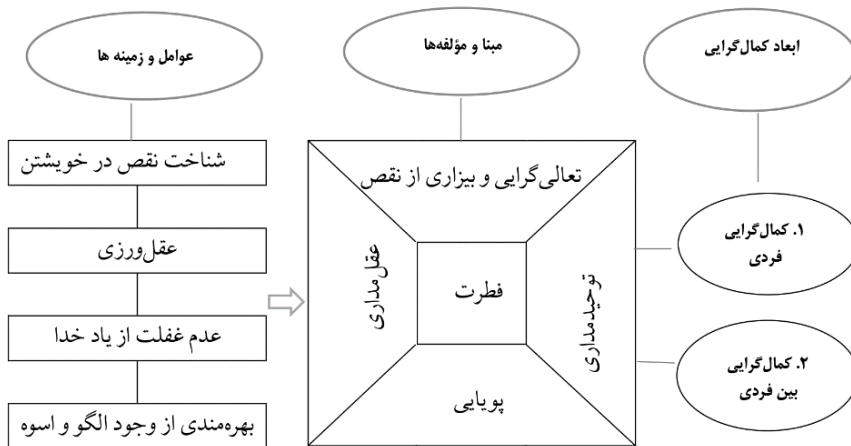 ابعاد کمال‌گرایی
مبنا و مؤلفه‌ها
عوامل و زمینه ها
۱. کمال‌گرایی
فردی
۲. کمال‌گرایی
بین فردی
تعالی‌گرایی و بیزاری از نقص
توحیدمداری
فطرت
عقل‌مداری
پویایی
شناخت نقص در خویشتن
عقل‌ورزی
عدم غفلت از یاد خدا
بهره‌مندی از وجود الگو و اسوه